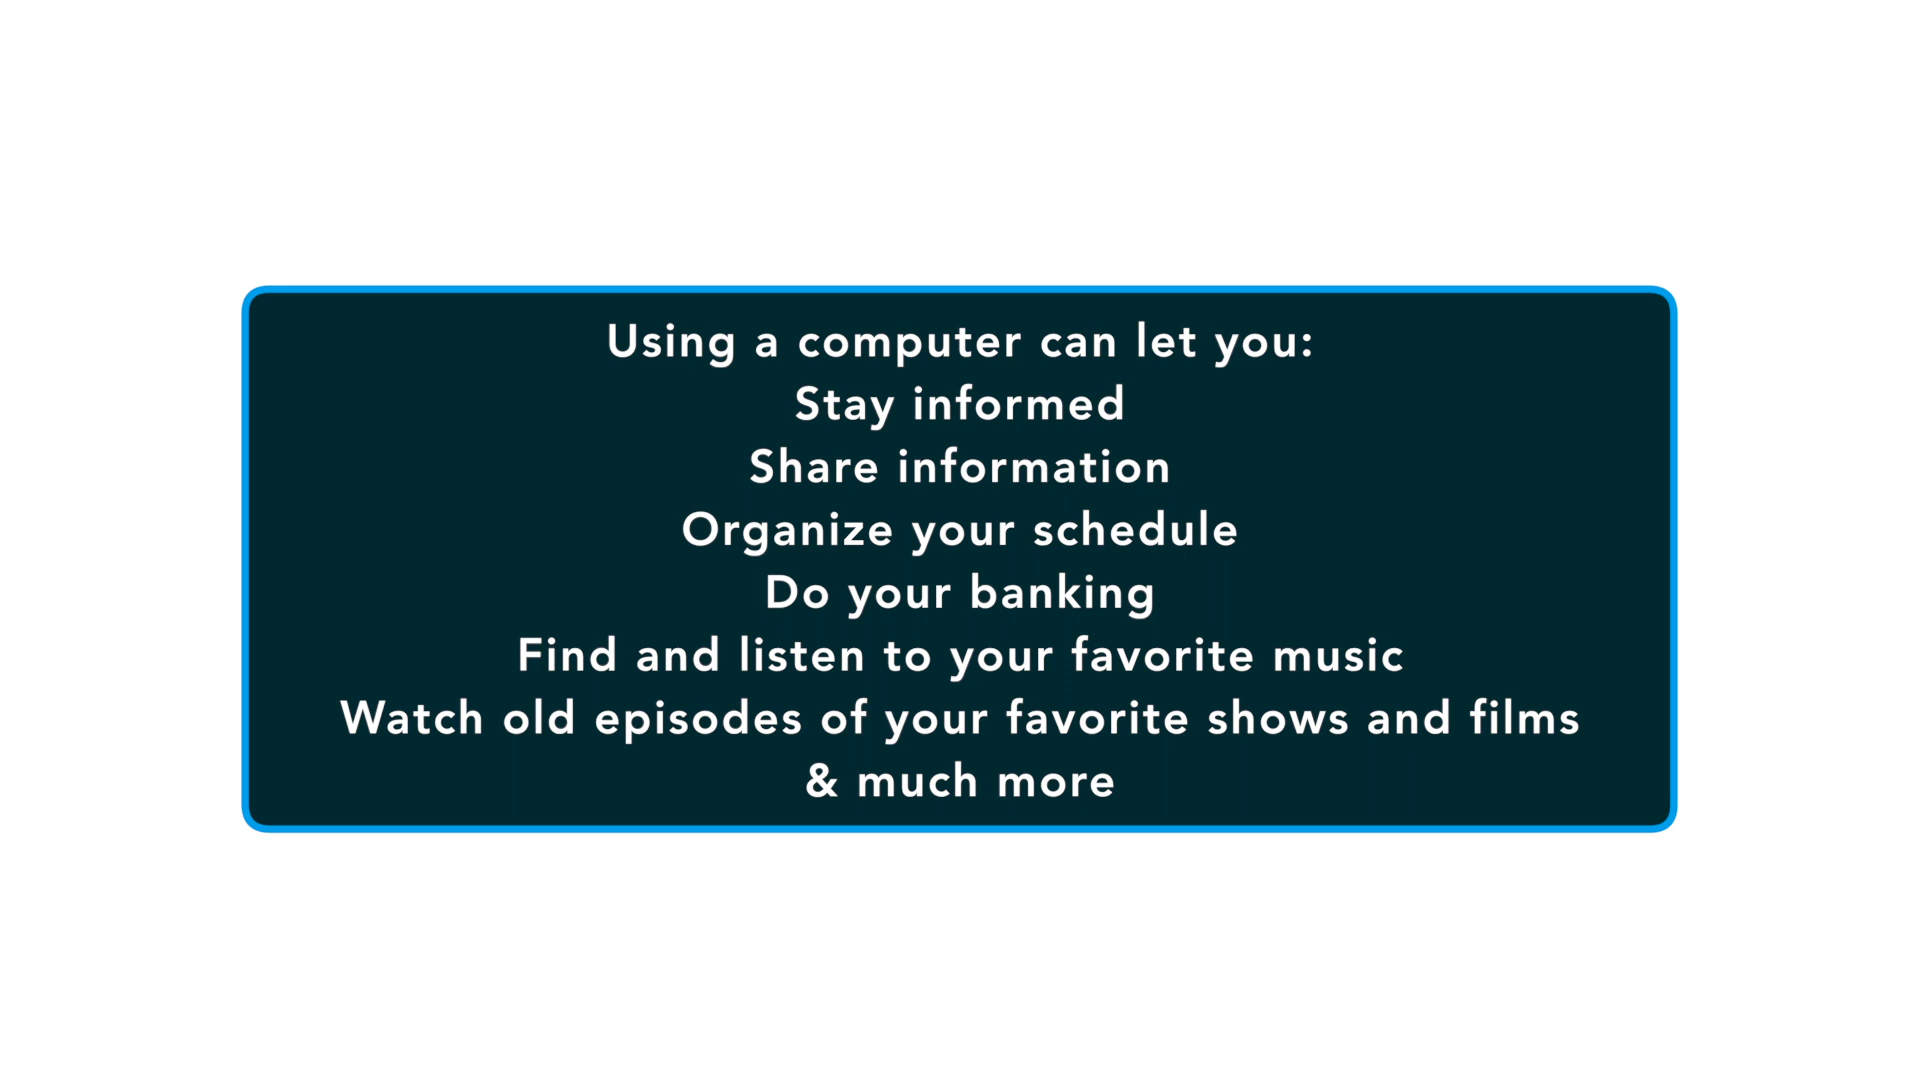 Using a computer can let you:
Stay informed
Share information
Organize your schedule
Do your banking
Find and listen to your favorite music
Watch old episodes of your favorite shows and films
& much more